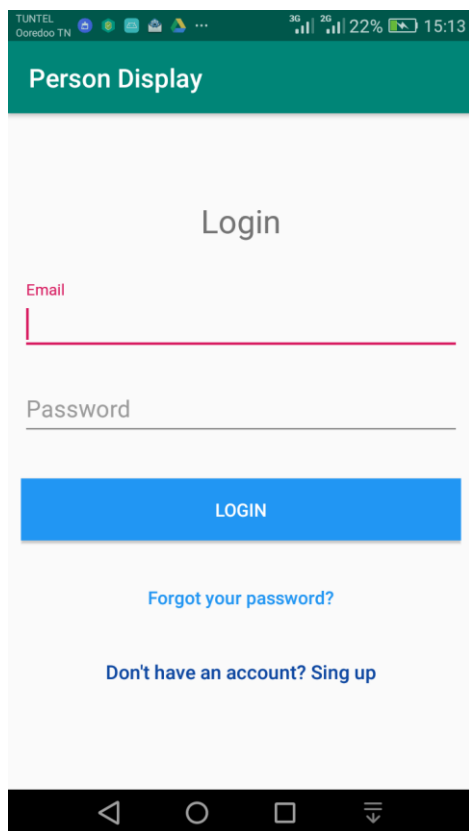 TUNTEL
Ooredoo TN
3G 2G 22% 15:13
Person Display
Login
Email
Password
LOGIN
Forgot your password?
Don't have an account? Sing up